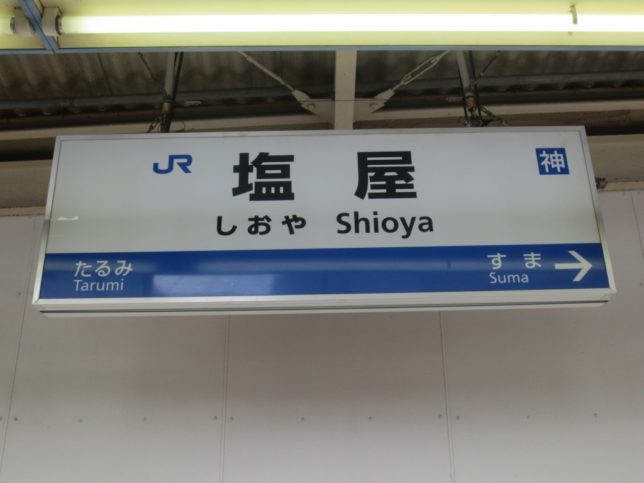 JR 塩屋 神
しおや Shioya
たるみ すま →
Tarumi Suma